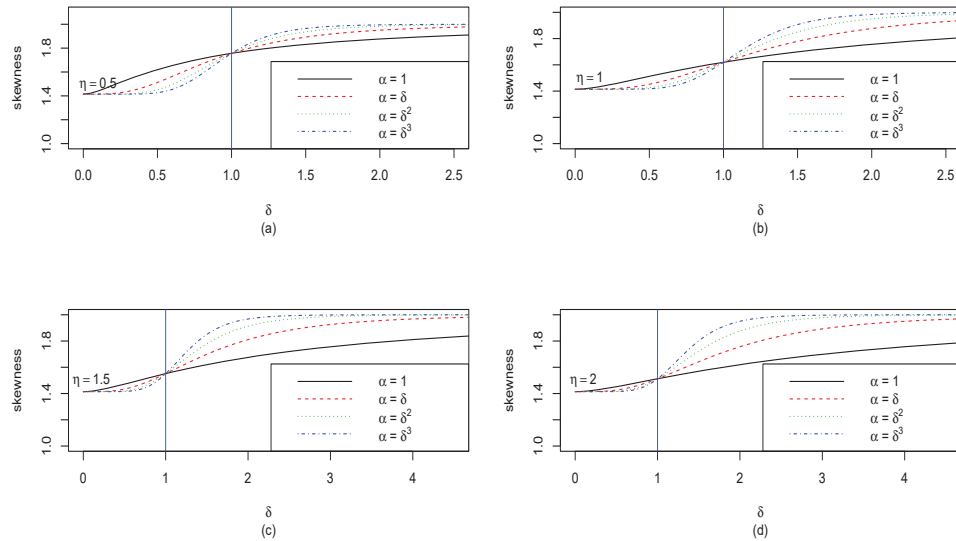 skewness
1.0 1.4 1.8
η = 0.5
α = 1
α = δ
α = δ²
α = δ³
0.0 0.5 1.0 1.5 2.0 2.5
δ
(a)
skewness
1.0 1.4 1.8
η = 1
α = 1
α = δ
α = δ²
α = δ³
0.0 0.5 1.0 1.5 2.0 2.5
δ
(b)
skewness
1.0 1.4 1.8
η = 1.5
α = 1
α = δ
α = δ²
α = δ³
0 1 2 3 4
δ
(c)
skewness
1.0 1.4 1.8
η = 2
α = 1
α = δ
α = δ²
α = δ³
0 1 2 3 4
δ
(d)